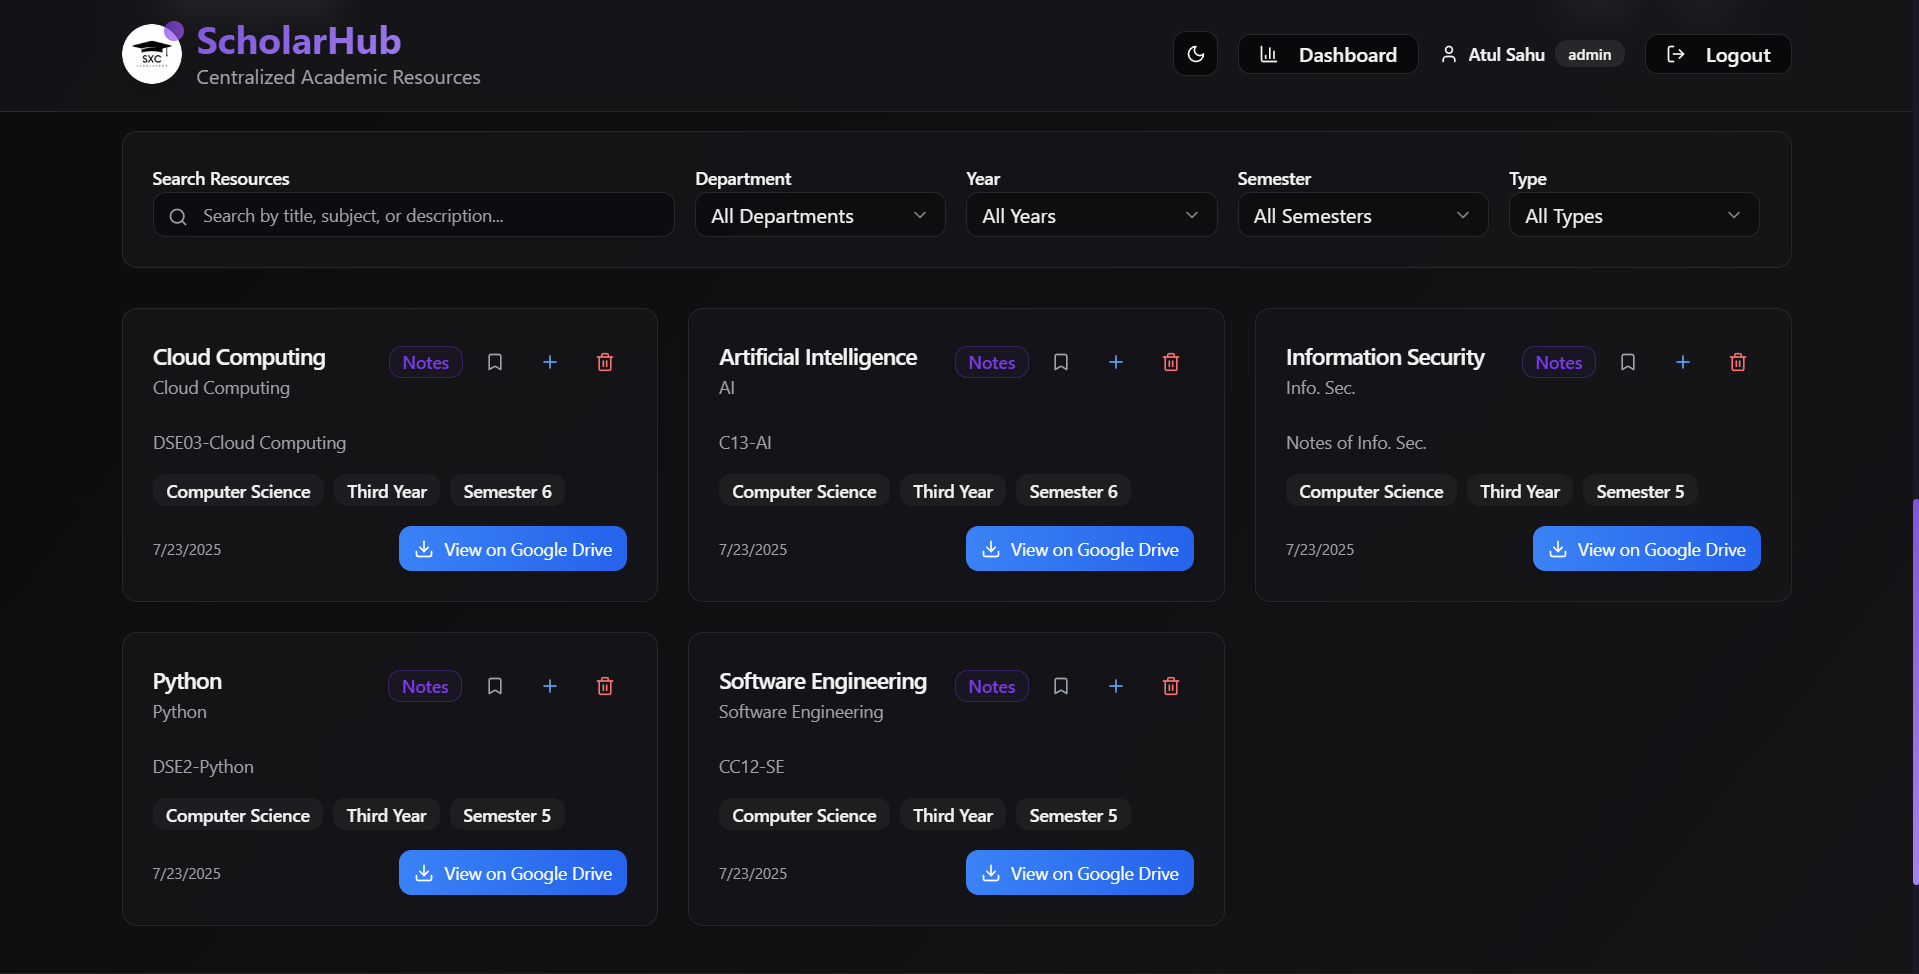 SXC
ScholarHub
Centralized Academic Resources
Dashboard
Atul Sahu
admin
Logout
Search Resources
Search by title, subject, or description...
Department
All Departments
Year
All Years
Semester
All Semesters
Type
All Types
Cloud Computing
Notes
Cloud Computing
DSE03-Cloud Computing
Computer Science Third Year Semester 6
7/23/2025
View on Google Drive
Artificial Intelligence
Notes
AI
C13-AI
Computer Science Third Year Semester 6
7/23/2025
View on Google Drive
Information Security
Notes
Info. Sec.
Notes of Info. Sec.
Computer Science Third Year Semester 5
7/23/2025
View on Google Drive
Python
Notes
Python
DSE2-Python
Computer Science Third Year Semester 5
7/23/2025
View on Google Drive
Software Engineering
Notes
Software Engineering
CC12-SE
Computer Science Third Year Semester 5
7/23/2025
View on Google Drive